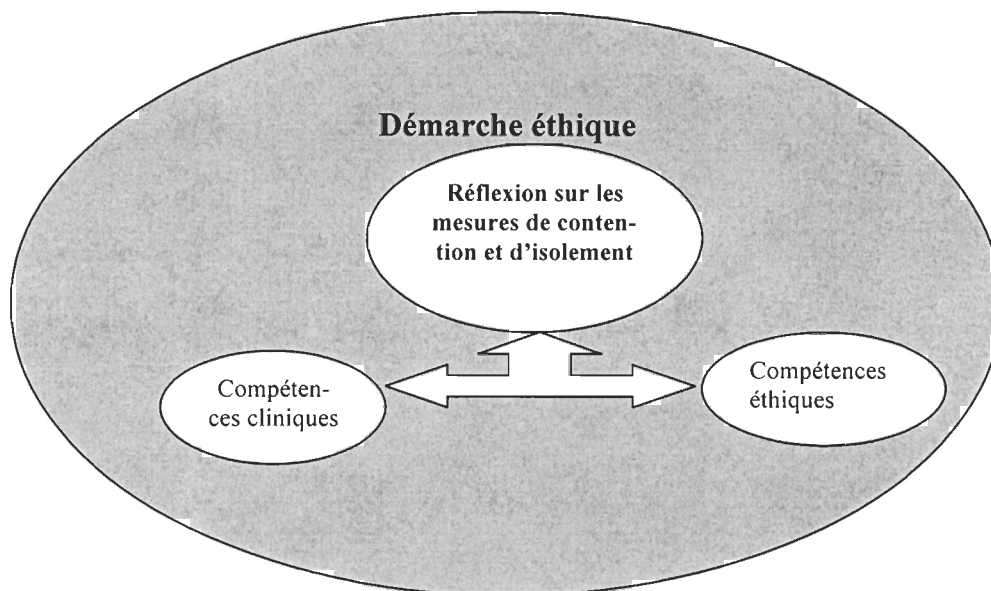 Démarche éthique
Réflexion sur les
mesures de conten-
tion et d'isolement
Compéten-
ces cliniques
Compétences
éthiques